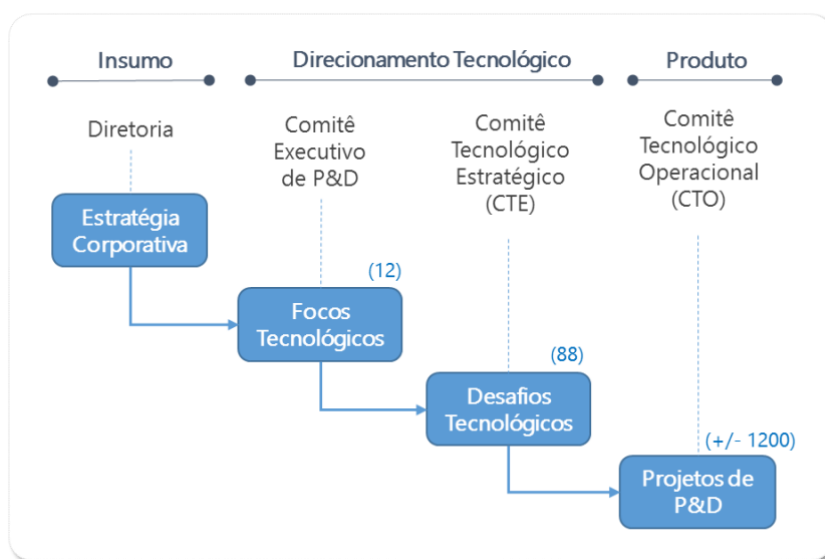 Insumo
Direcionamento Tecnológico
Produto
Diretoria
Comitê
Executivo
de P&D
Comitê
Tecnológico
Estratégico
(CTE)
Comitê
Tecnológico
Operacional
(CTO)
Estratégia
Corporativa
(12)
Focos
Tecnológicos
(88)
Desafios
Tecnológicos
(+/- 1200)
Projetos de
P&D